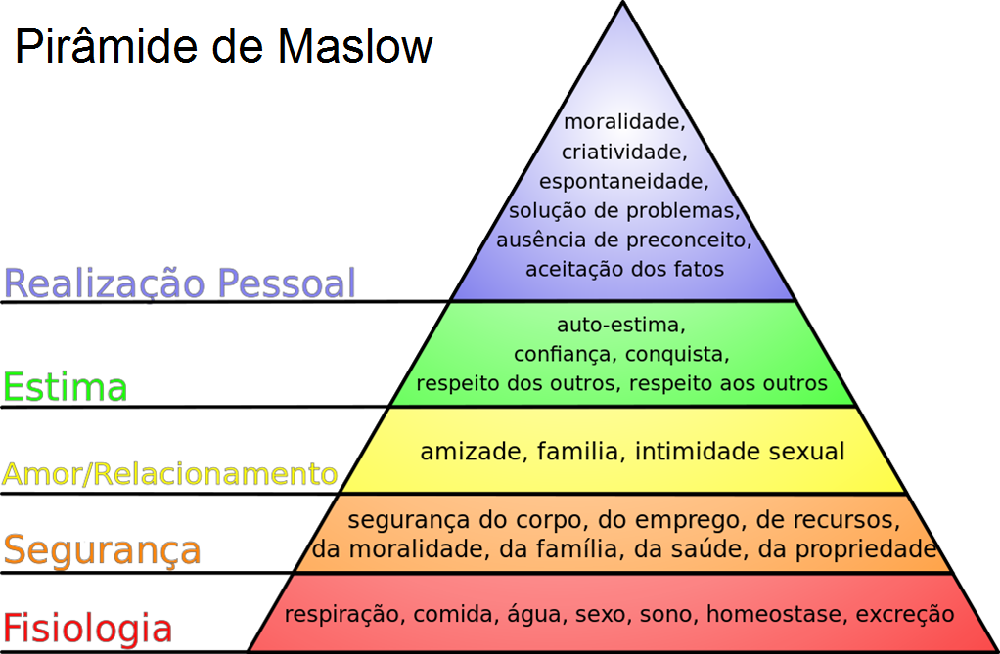 Pirâmide de Maslow
moralidade,
criatividade,
espontaneidade,
solução de problemas,
ausência de preconceito,
aceitação dos fatos
Realização Pessoal
auto-estima,
confiança, conquista,
respeito dos outros, respeito aos outros
Estima
amizade, familia, intimidade sexual
Amor/Relacionamento
segurança do corpo, do emprego, de recursos,
da moralidade, da família, da saúde, da propriedade
Segurança
respiração, comida, água, sexo, sono, homeostase, excreção
Fisiologia